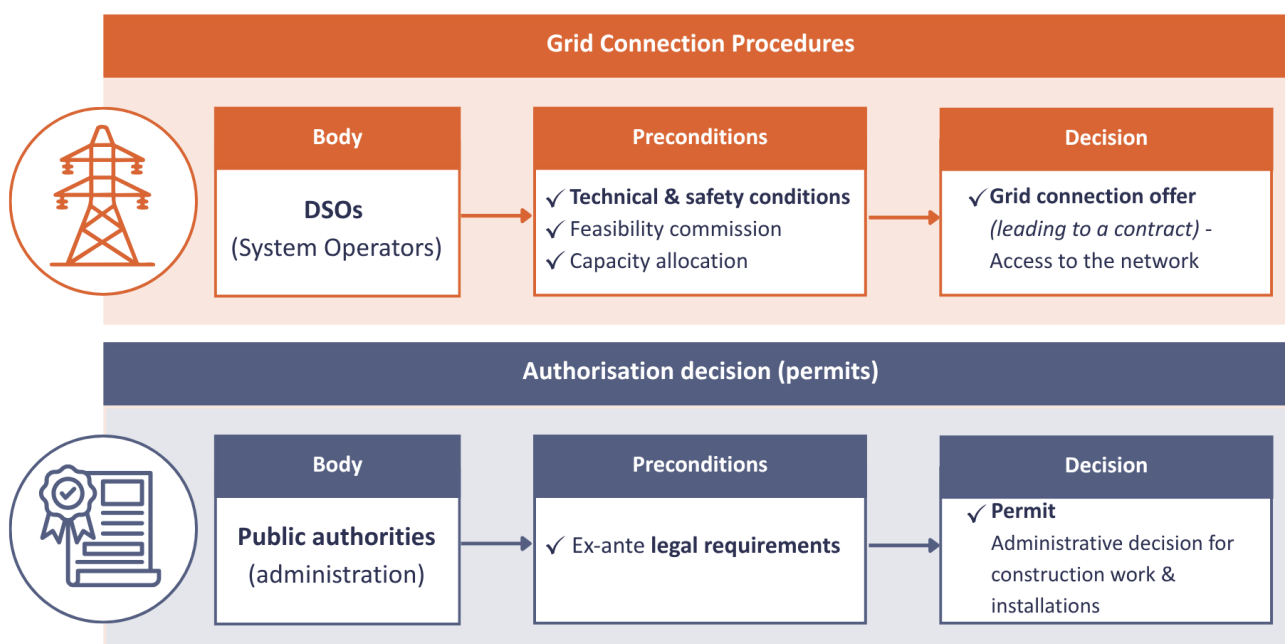 Grid Connection Procedures
Body
DSOs
(System Operators)
Preconditions
✓ Technical & safety conditions
✓ Feasibility commission
✓ Capacity allocation
Decision
✓ Grid connection offer
(leading to a contract) -
Access to the network
Authorisation decision (permits)
Body
Public authorities
(administration)
Preconditions
✓ Ex-ante legal requirements
Decision
✓ Permit
Administrative decision for
construction work &
installations